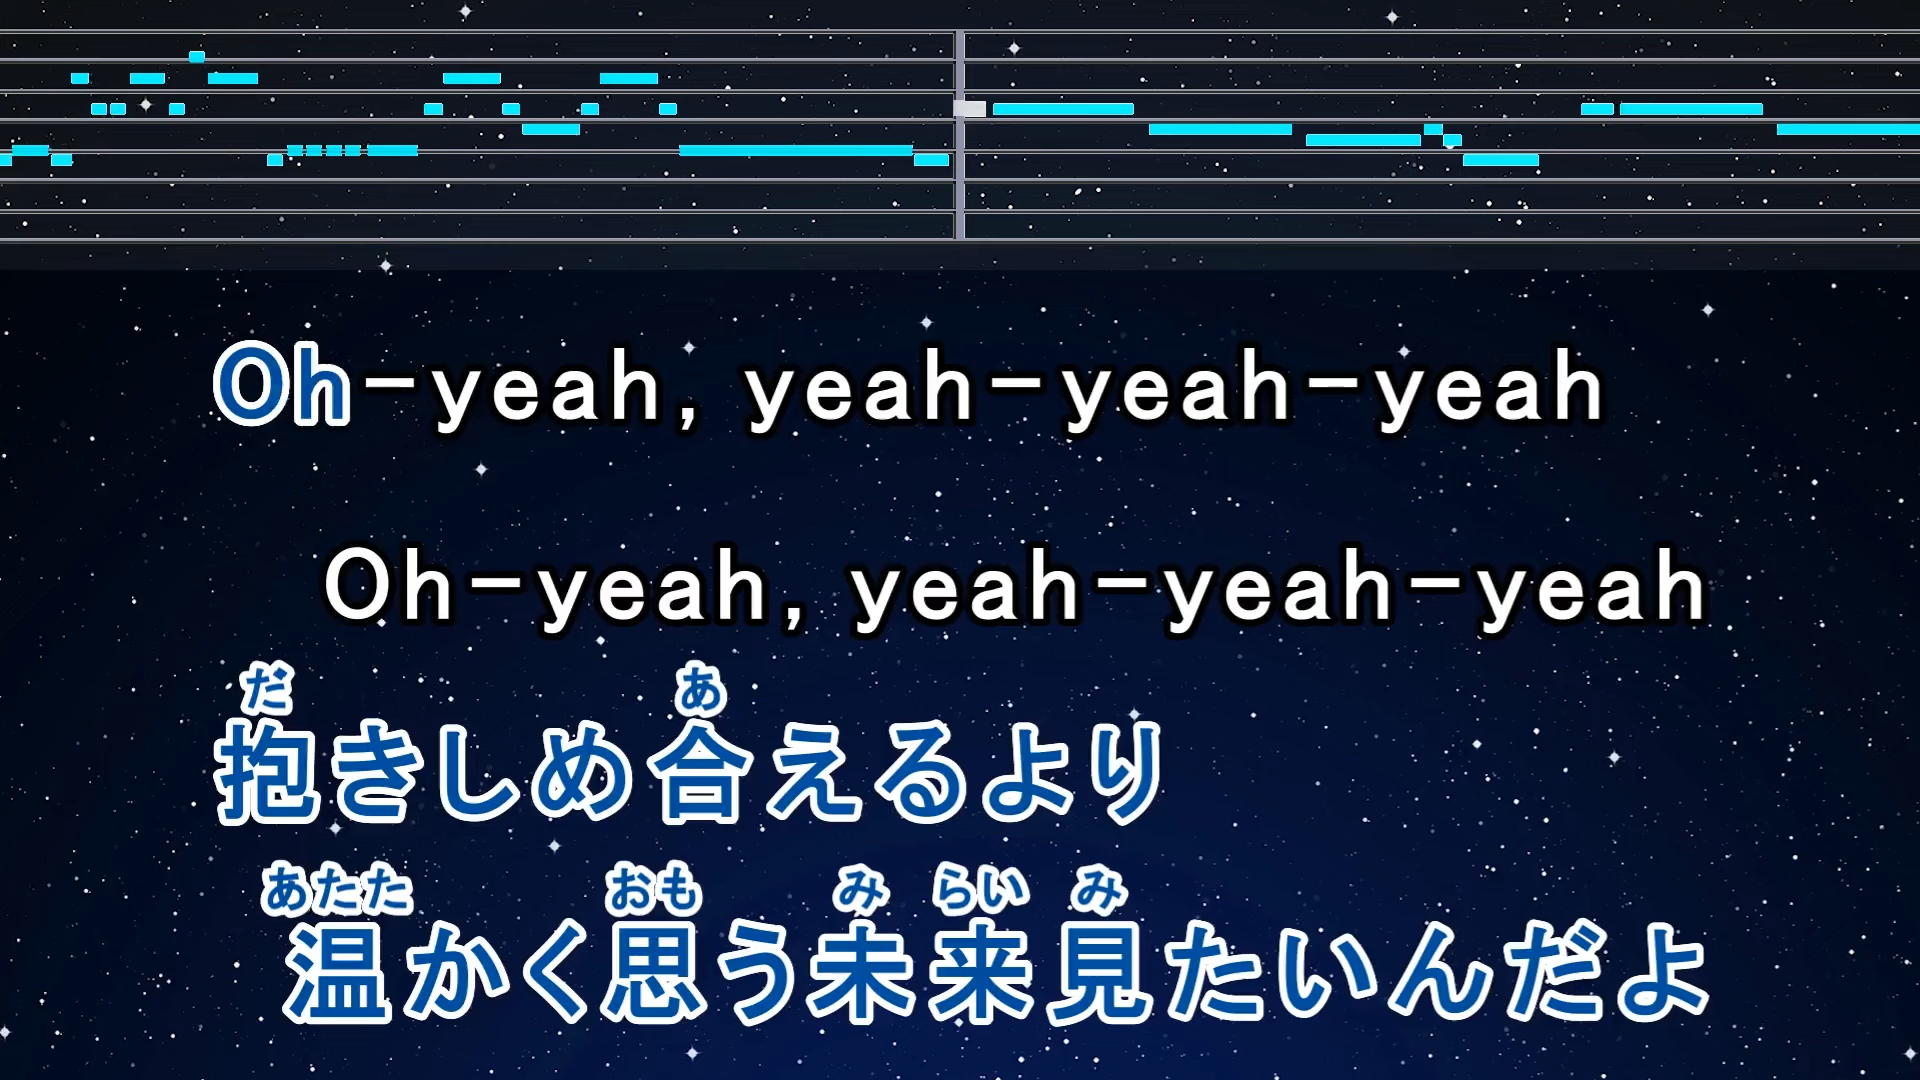 Oh-yeah, yeah-yeah-yeah
Oh-yeah, yeah-yeah-yeah
だ あ
抱きしめ合えるより
あたた おも み らい み
温かく思う未来見たいんだよ